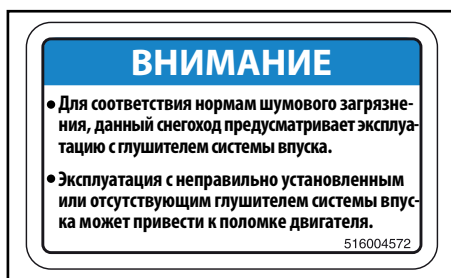 ВНИМАНИЕ
• Для соответствия нормам шумового загрязне-
ния, данный снегоход предусматривает эксплуа-
тацию с глушителем системы впуска.
• Эксплуатация с неправильно установленным
или отсутствующим глушителем системы впус-
ка может привести к поломке двигателя.
516004572